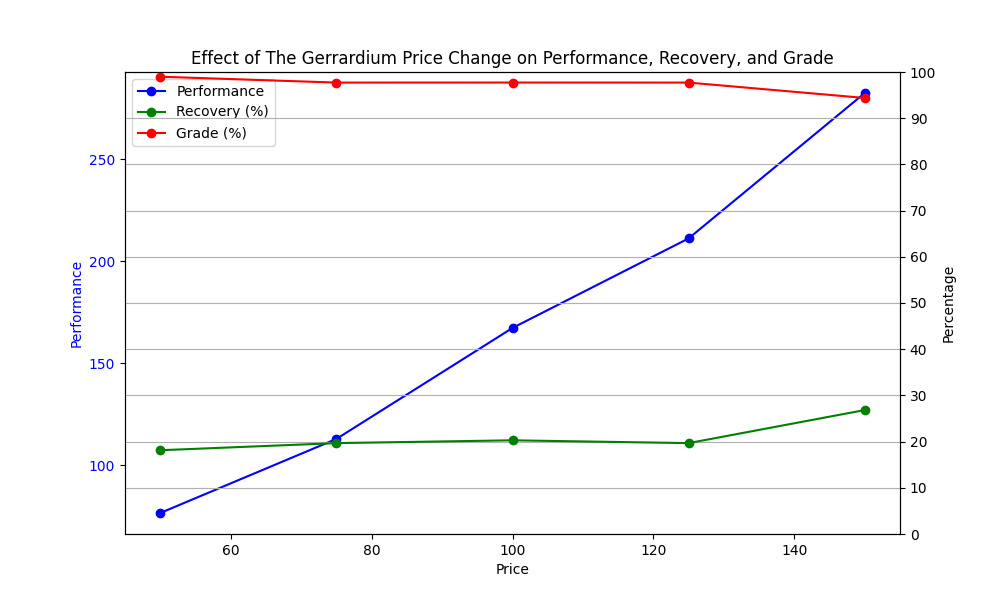 Effect of The Gerrardium Price Change on Performance, Recovery, and Grade
Performance
Recovery (%)
Grade (%)
Performance
250
200
150
100
100
90
80
70
60
50
40
30
20
10
0
Percentage
60 80 100 120 140
Price